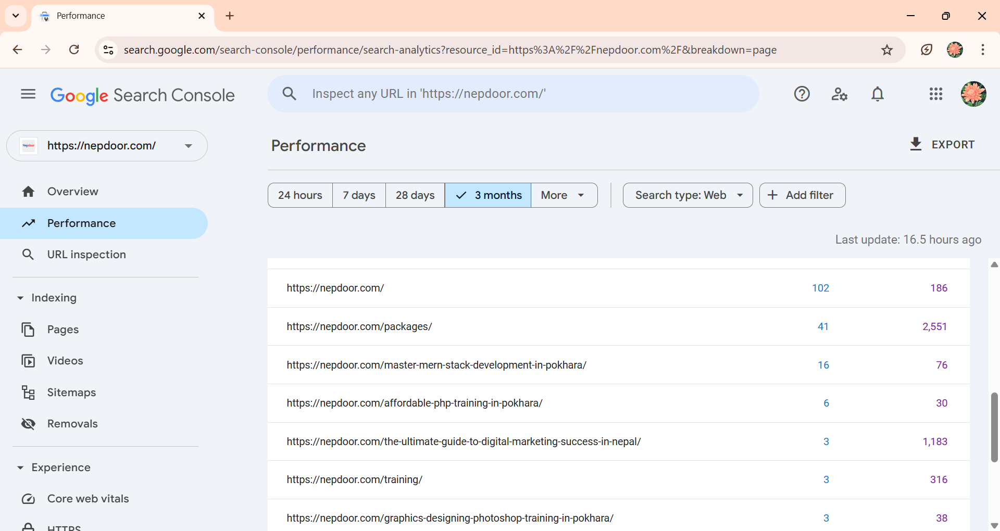 Performance
search.google.com/search-console/performance/search-analytics?resource_id=https%3A%2F%2Fnepdoor.com%2F&breakdown=page
Google Search Console
Inspect any URL in 'https://nepdoor.com/'
Nepdoor
https://nepdoor.com/
Performance
EXPORT
Overview
24 hours 7 days 28 days 3 months More Search type: Web Add filter
Performance
Last update: 16.5 hours ago
URL inspection
https://nepdoor.com/ 102 186
Indexing
https://nepdoor.com/packages/ 41 2,551
Pages
https://nepdoor.com/master-mern-stack-development-in-pokhara/ 16 76
Videos
Sitemaps
https://nepdoor.com/affordable-php-training-in-pokhara/ 6 30
Removals
https://nepdoor.com/the-ultimate-guide-to-digital-marketing-success-in-nepal/ 3 1,183
Experience
https://nepdoor.com/training/ 3 316
Core web vitals
https://nepdoor.com/graphics-designing-photoshop-training-in-pokhara/ 3 38
HTTPS